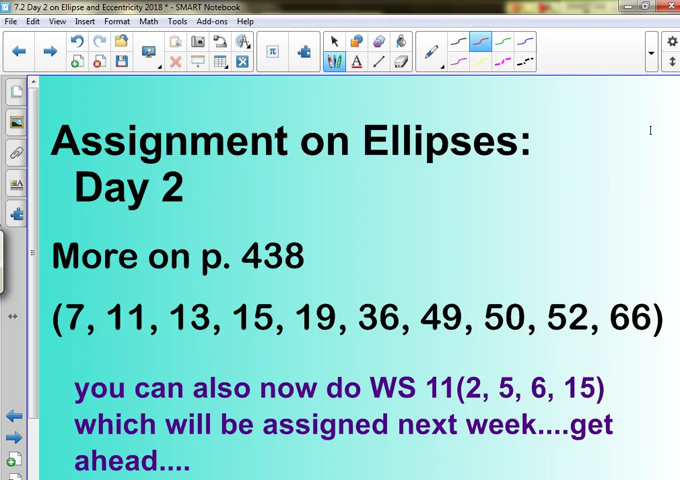 7.2 Day 2 on Ellipse and Eccentricity 2018 * - SMART Notebook
File Edit View Insert Format Math Tools Add-ons Help
Assignment on Ellipses:
Day 2
More on p. 438
(7, 11, 13, 15, 19, 36, 49, 50, 52, 66)
you can also now do WS 11(2, 5, 6, 15)
which will be assigned next week....get
ahead....